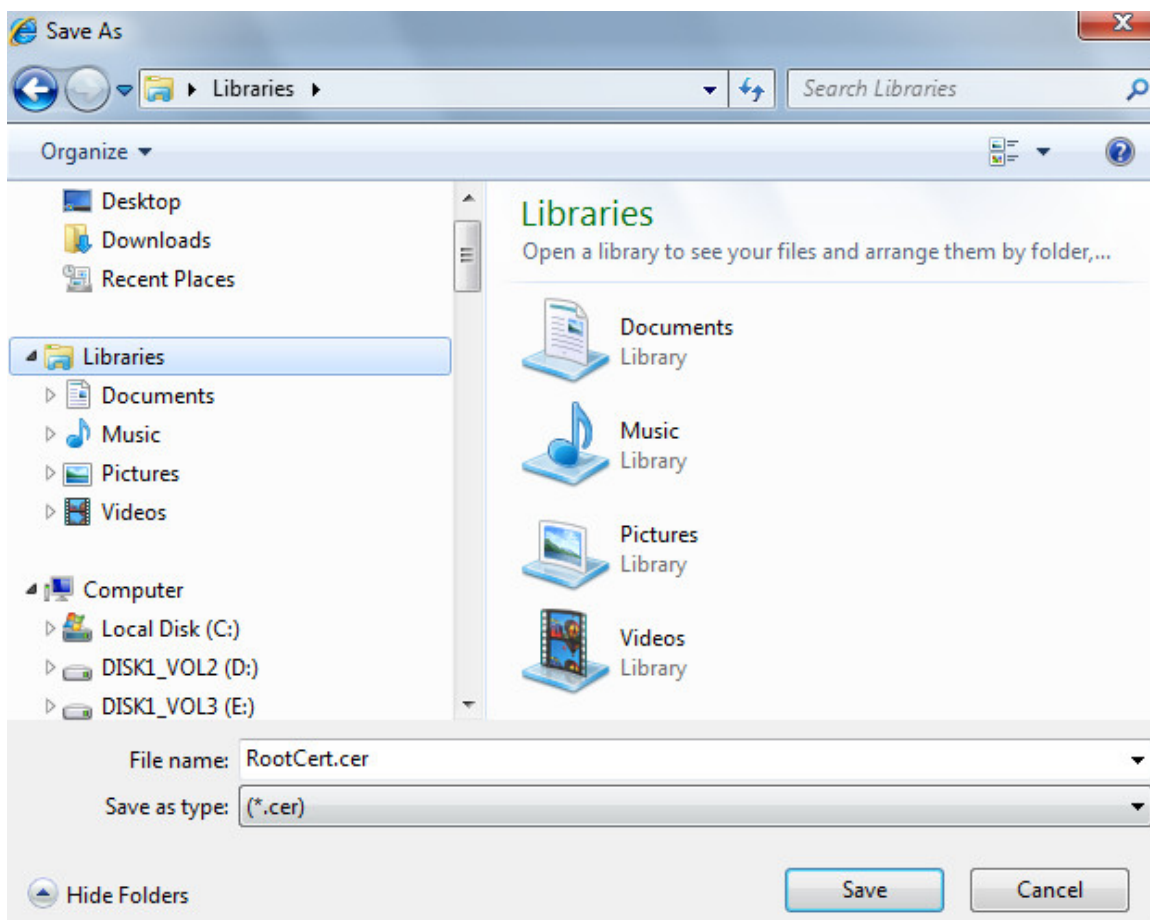 Save As
X
Libraries
Search Libraries
Organize
?
Desktop
Downloads
Recent Places
Libraries
Documents
Music
Pictures
Videos
Computer
Local Disk (C:)
DISK1_VOL2 (D:)
DISK1_VOL3 (E:)
Libraries
Open a library to see your files and arrange them by folder,...
Documents
Library
Music
Library
Pictures
Library
Videos
Library
File name: RootCert.cer
Save as type: (*.cer)
Hide Folders Save Cancel